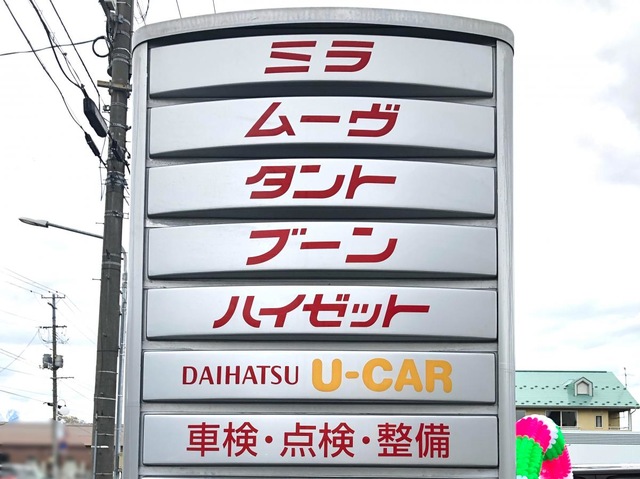 ミラ
ムーヴ
タント
ブーン
ハイゼット
DAIHATSU U-CAR
車検・点検・整備